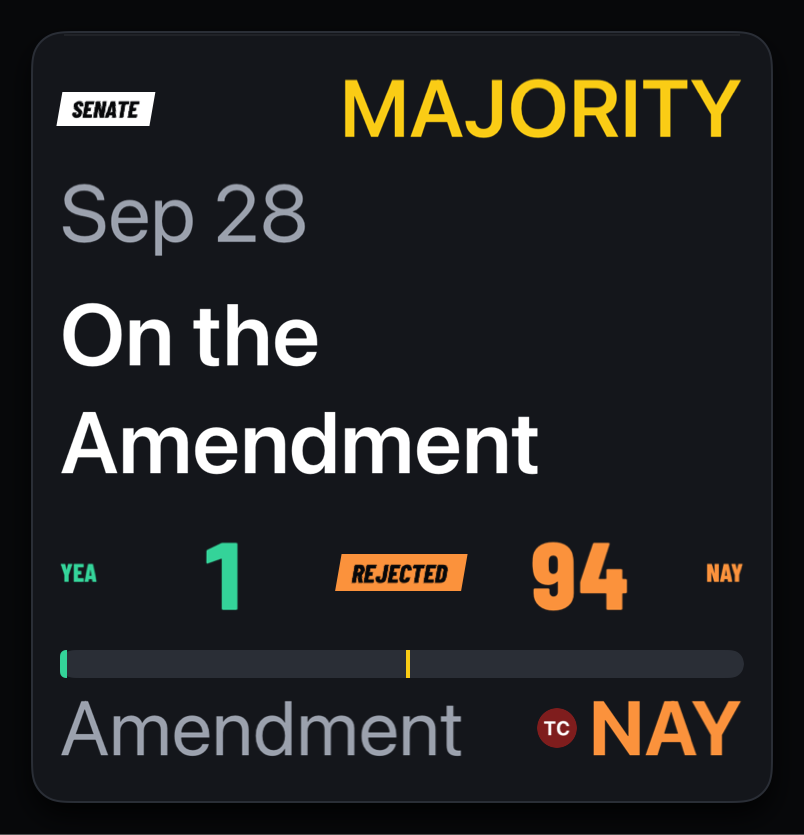 SENATE MAJORITY
Sep 28
On the
Amendment
YEA 1 REJECTED 94 NAY
Amendment TC NAY